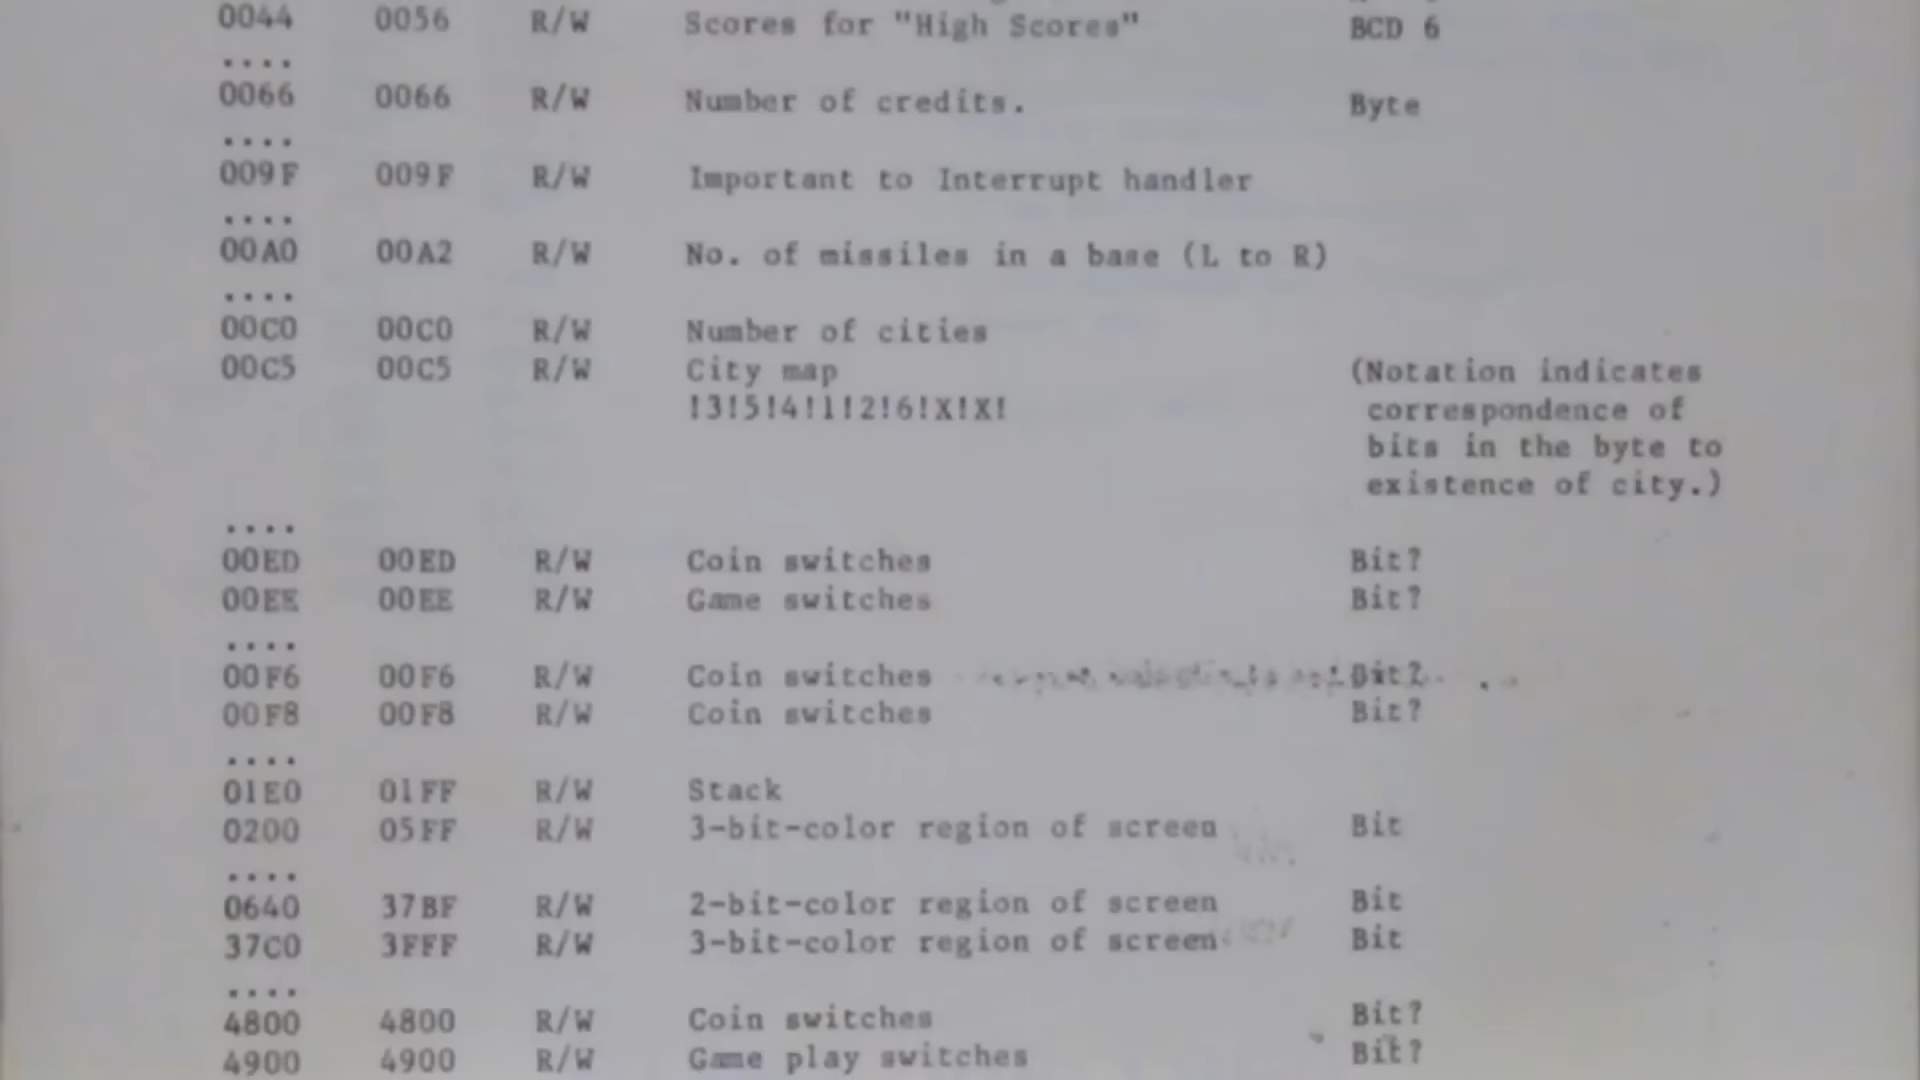 0044 0056 R/W Scores for "High Scores" BCD 6
....
0066 0066 R/W Number of credits. Byte
....
009F 009F R/W Important to Interrupt handler
....
00A0 00A2 R/W No. of missiles in a base (L to R)
....
00C0 00C0 R/W Number of cities
00C5 00C5 R/W City map (Notation indicates
!3!5!4!1!2!6!X!X! correspondence of
bits in the byte to
existence of city.)
....
00ED 00ED R/W Coin switches Bit?
00EE 00EE R/W Game switches Bit?
....
00F6 00F6 R/W Coin switches Bit?
00F8 00F8 R/W Coin switches Bit?
....
01E0 01FF R/W Stack
0200 05FF R/W 3-bit-color region of screen Bit
....
0640 37BF R/W 2-bit-color region of screen Bit
37C0 3FFF R/W 3-bit-color region of screen Bit
....
4800 4800 R/W Coin switches Bit?
4900 4900 R/W Game play switches Bit?